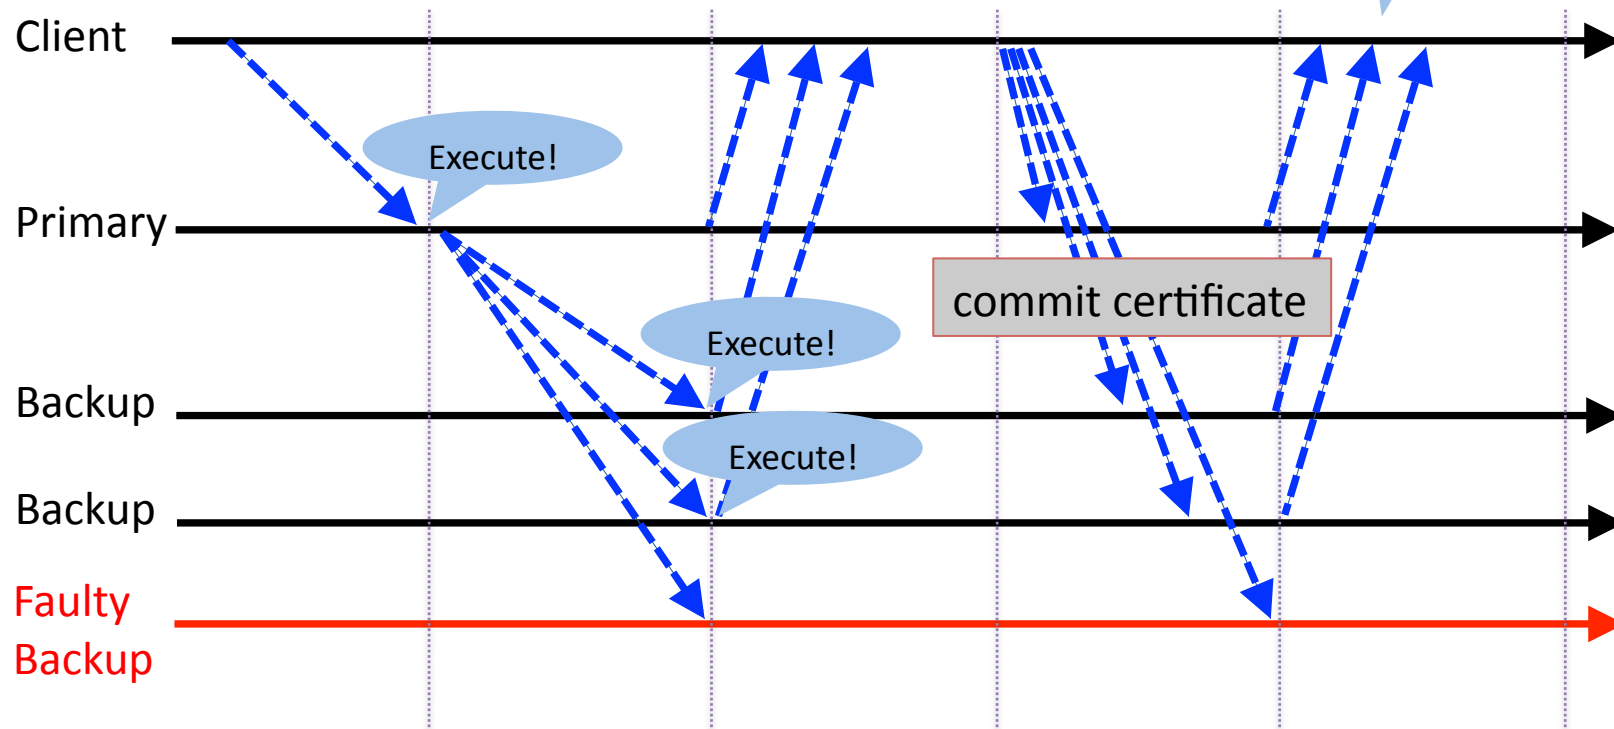 Client
Execute!
Primary
commit certificate
Execute!
Backup
Execute!
Backup
Faulty
Backup